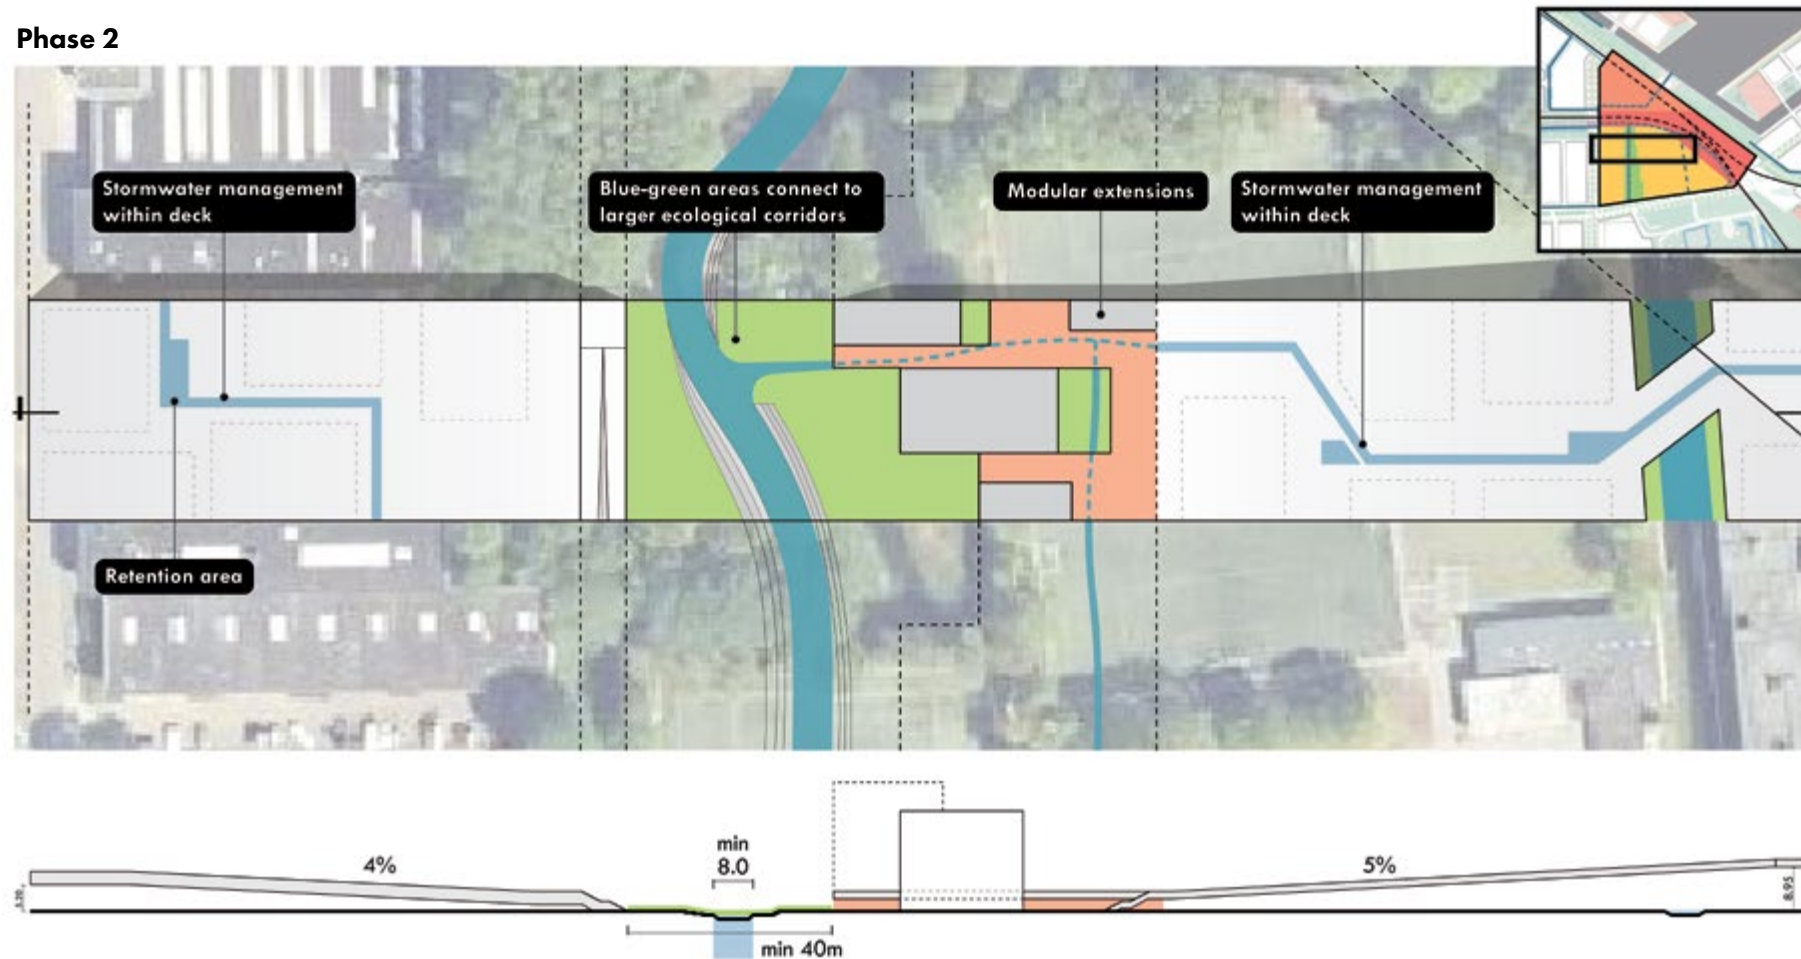 Phase 2
Stormwater management
within deck
Blue-green areas connect to
larger ecological corridors
Modular extensions
Stormwater management
within deck
Retention area
4%
min
8.0
5%
min 40m
8.95